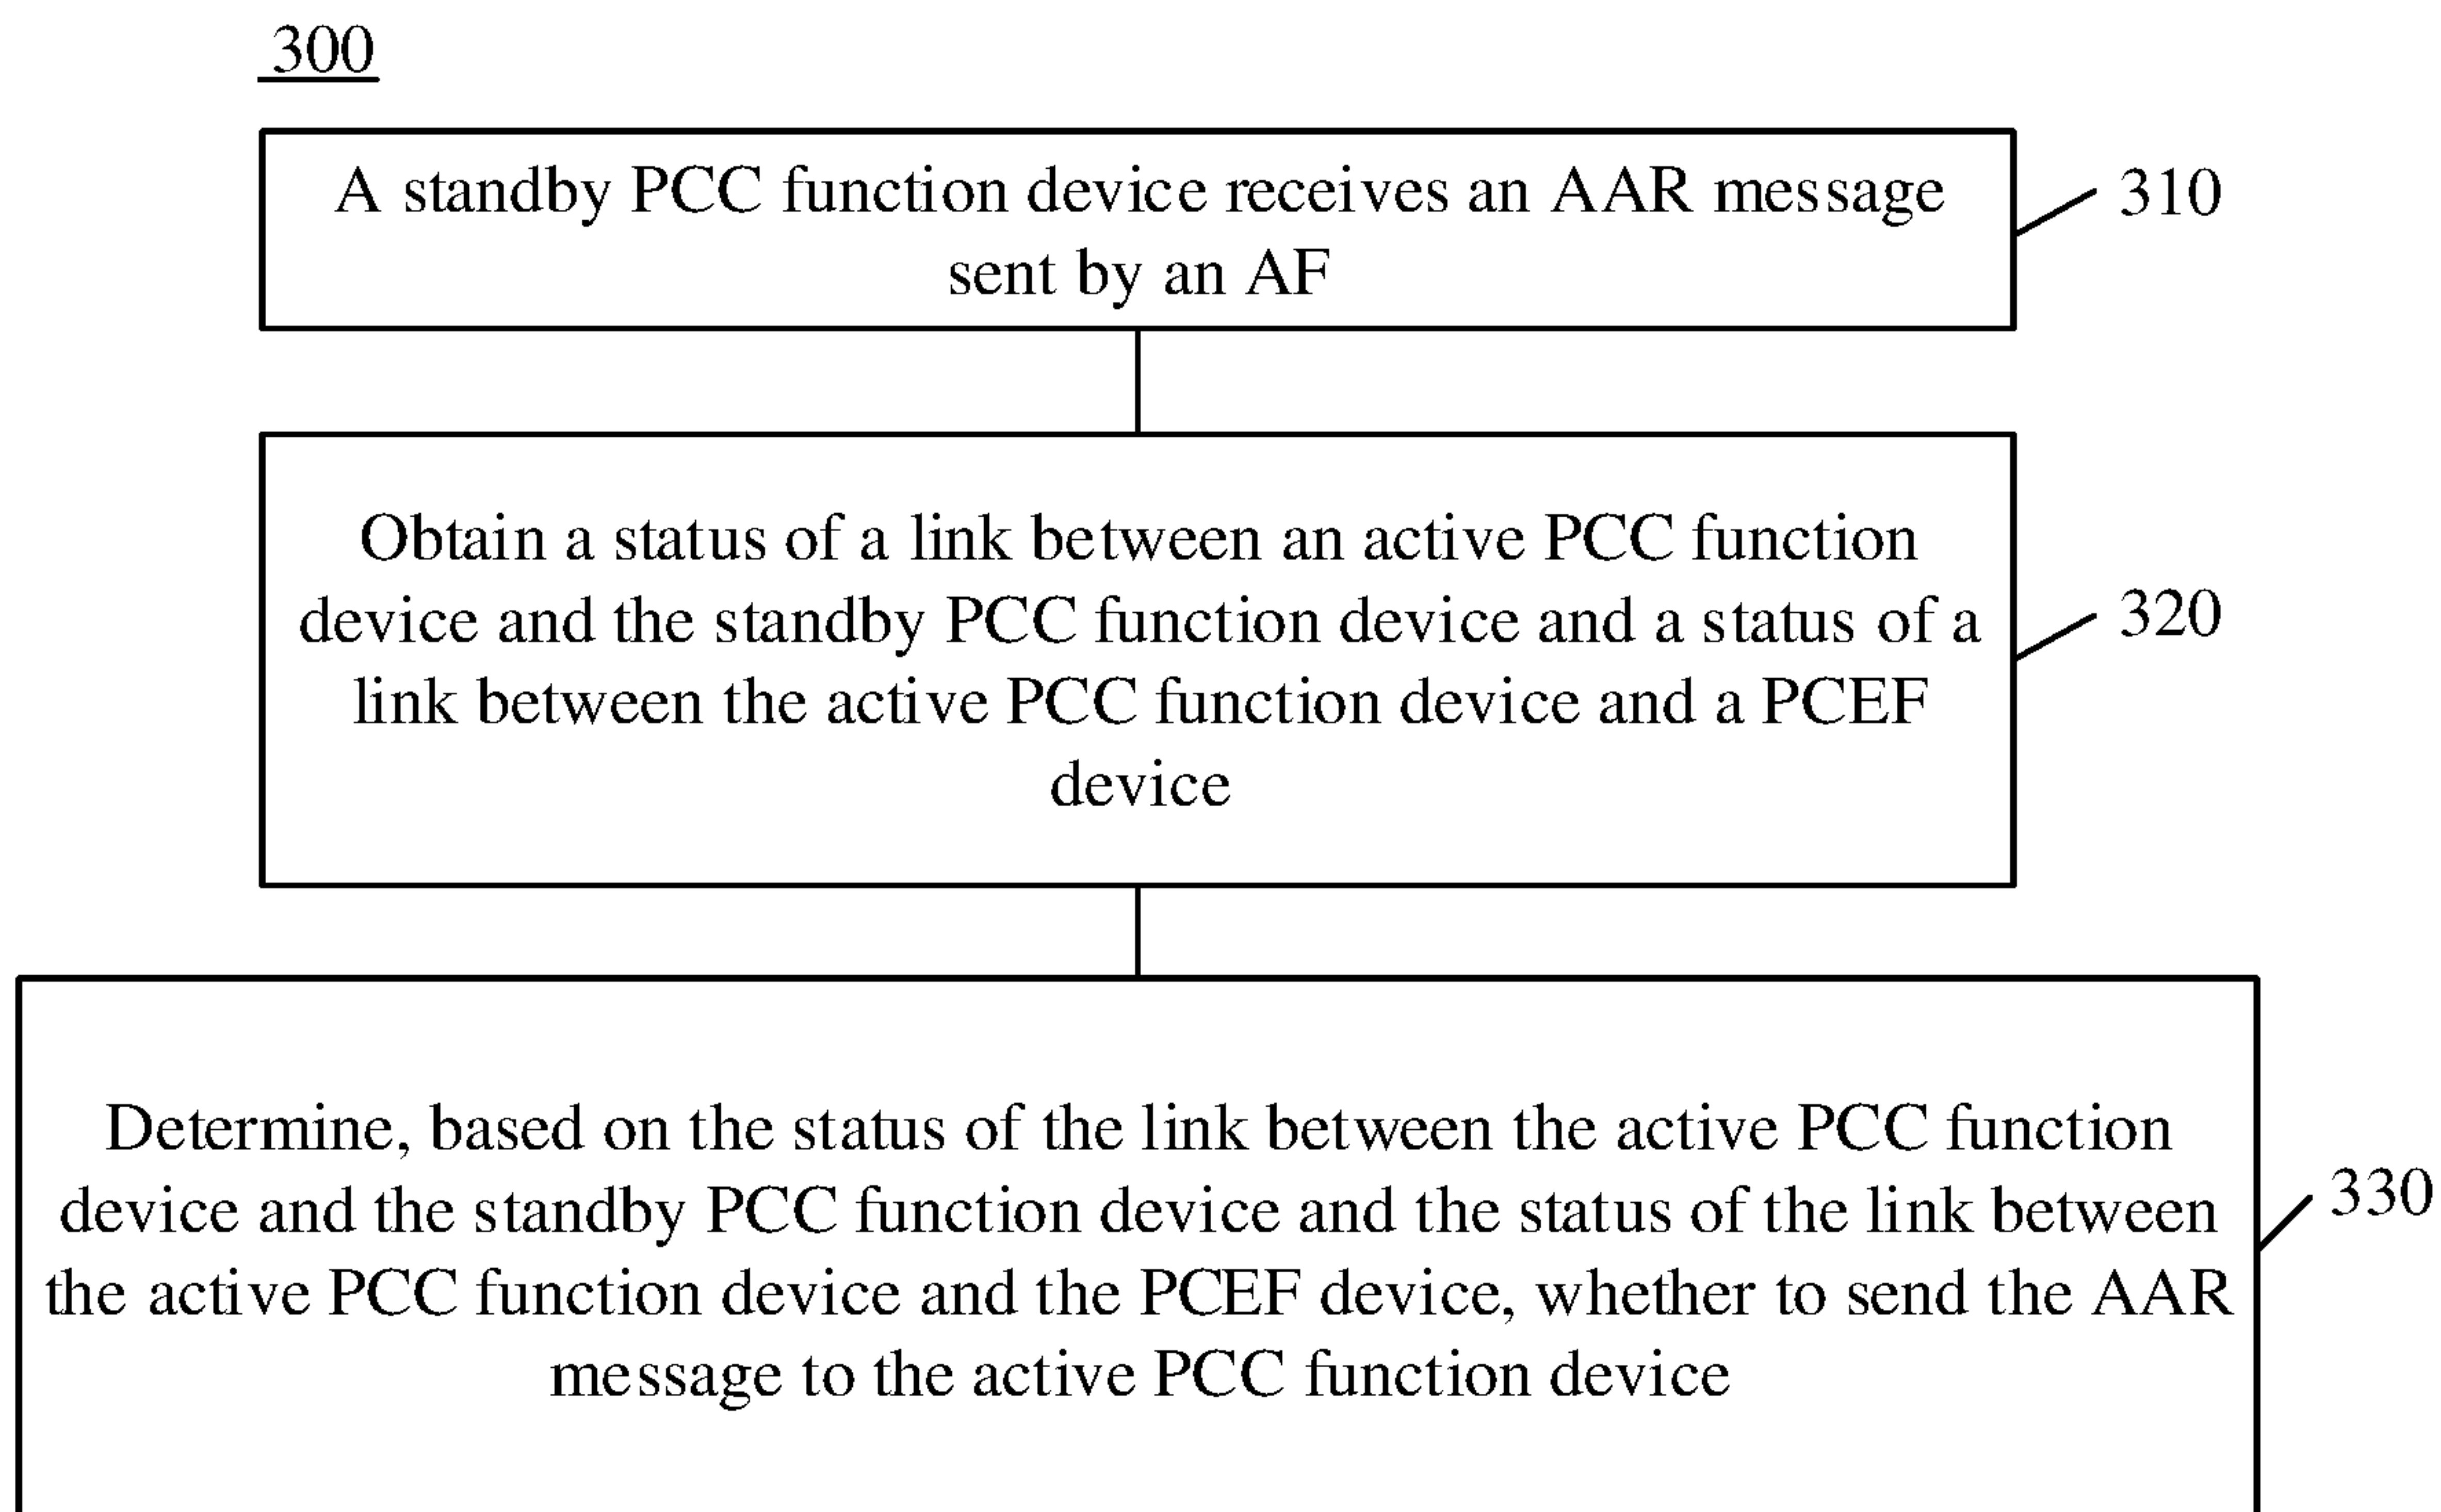 300
A standby PCC function device receives an AAR message
sent by an AF
310
Obtain a status of a link between an active PCC function
device and the standby PCC function device and a status of a
link between the active PCC function device and a PCEF
device
320
Determine, based on the status of the link between the active PCC function
device and the standby PCC function device and the status of the link between
the active PCC function device and the PCEF device, whether to send the AAR
message to the active PCC function device
330